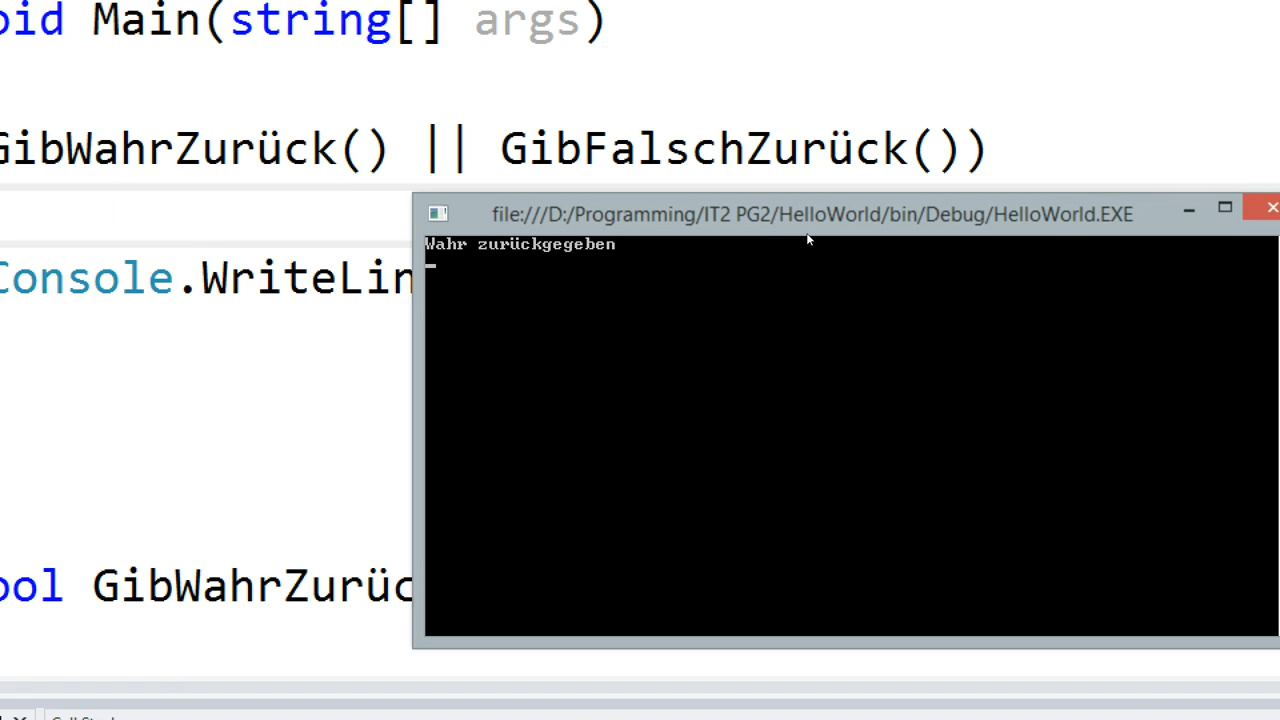 oid Main(string[] args)
GibWahrZurück() || GibFalschZurück())
file:///D:/Programming/IT2 PG2/HelloWorld/bin/Debug/HelloWorld.EXE
Wahr zurückgegeben
Console.WriteLin
ool GibWahrZurüc